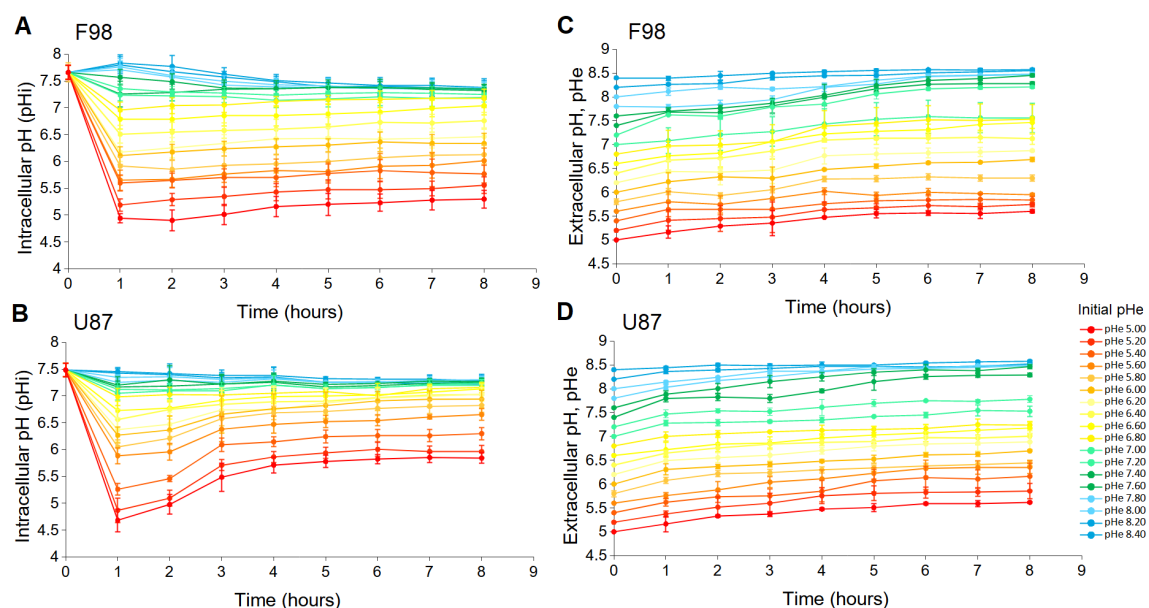 A F98
Intracellular pH (pHi)
8
7.5
7
6.5
6
5.5
5
4.5
4
0 1 2 3 4 5 6 7 8 9
Time (hours)
C F98
Extracellular pH, pHe
9
8.5
8
7.5
7
6.5
6
5.5
5
4.5
0 1 2 3 4 5 6 7 8 9
Time (hours)
B U87
Intracellular pH (pHi)
8
7.5
7
6.5
6
5.5
5
4.5
4
0 1 2 3 4 5 6 7 8 9
Time (hours)
D U87
Extracellular pH, pHe
9
8.5
8
7.5
7
6.5
6
5.5
5
4.5
0 1 2 3 4 5 6 7 8 9
Time (hours)
Initial pHe
pHe 5.00
pHe 5.20
pHe 5.40
pHe 5.60
pHe 5.80
pHe 6.00
pHe 6.20
pHe 6.40
pHe 6.60
pHe 6.80
pHe 7.00
pHe 7.20
pHe 7.40
pHe 7.60
pHe 7.80
pHe 8.00
pHe 8.20
pHe 8.40